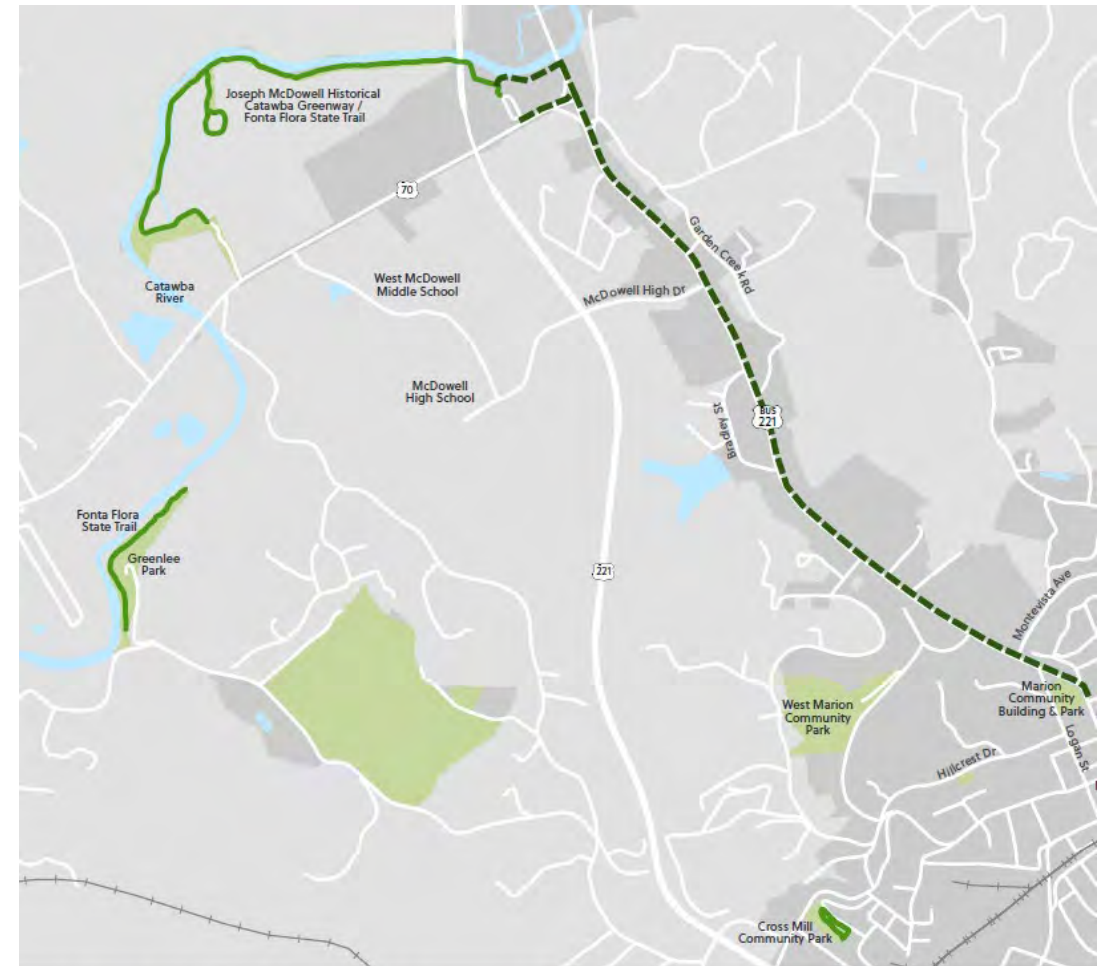 Joseph McDowell Historical
Catawba Greenway /
Fonta Flora State Trail
70
Garden Creek Rd
West McDowell
Middle School
Catawba
River
McDowell High Dr
McDowell
High School
Bradley St
BUS
221
Fonta Flora
State Trail
Greenlee
Park
221
Montevista Ave
Marion
Community
Building & Park
West Marion
Community
Park
Logan St
Hillcrest Dr
Cross Mill
Community Park